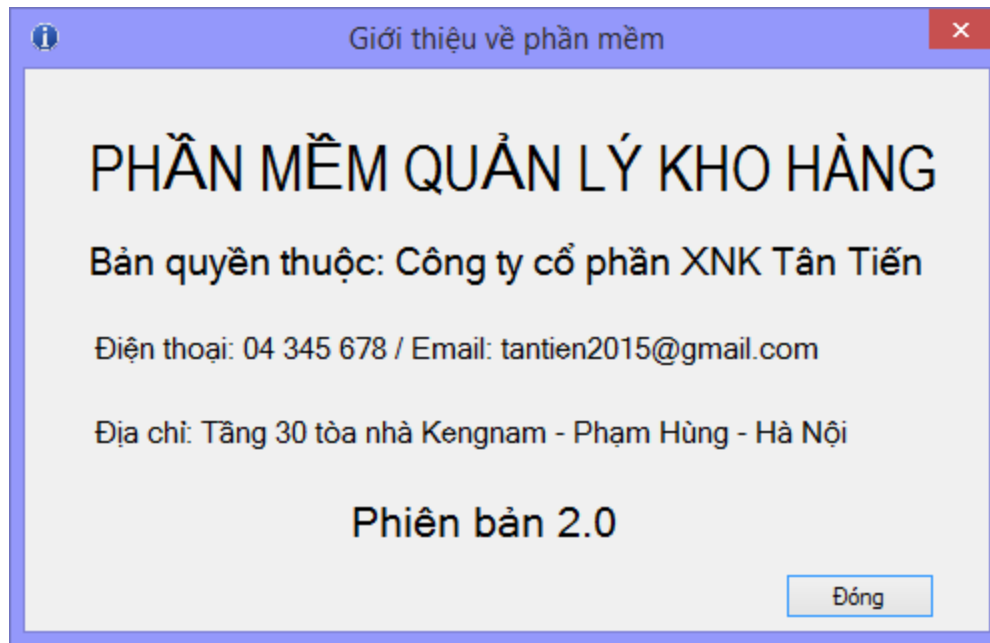 Giới thiệu về phần mềm
PHẦN MỀM QUẢN LÝ KHO HÀNG
Bản quyền thuộc: Công ty cổ phần XNK Tân Tiến
Điện thoại: 04 345 678 / Email: tantien2015@gmail.com
Địa chỉ: Tầng 30 tòa nhà Kengnam - Phạm Hùng - Hà Nội
Phiên bản 2.0
Đóng